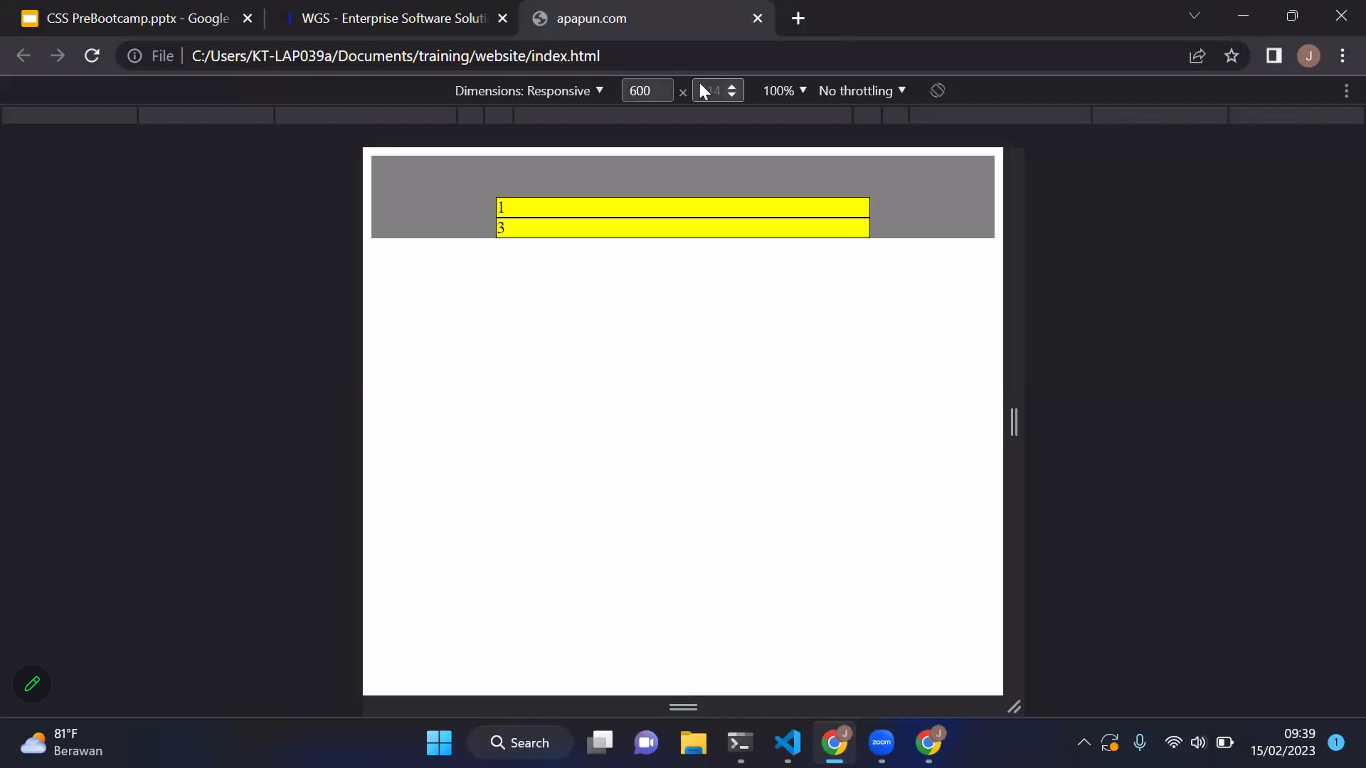 CSS PreBootcamp.pptx - Google
WGS - Enterprise Software Soluti
apapun.com
File
C:/Users/KT-LAP039a/Documents/training/website/index.html
J
Dimensions: Responsive
600
×
100%
No throttling
1
3
81°F
Berawan
Search
J
zoom
J
09:39
15/02/2023
1